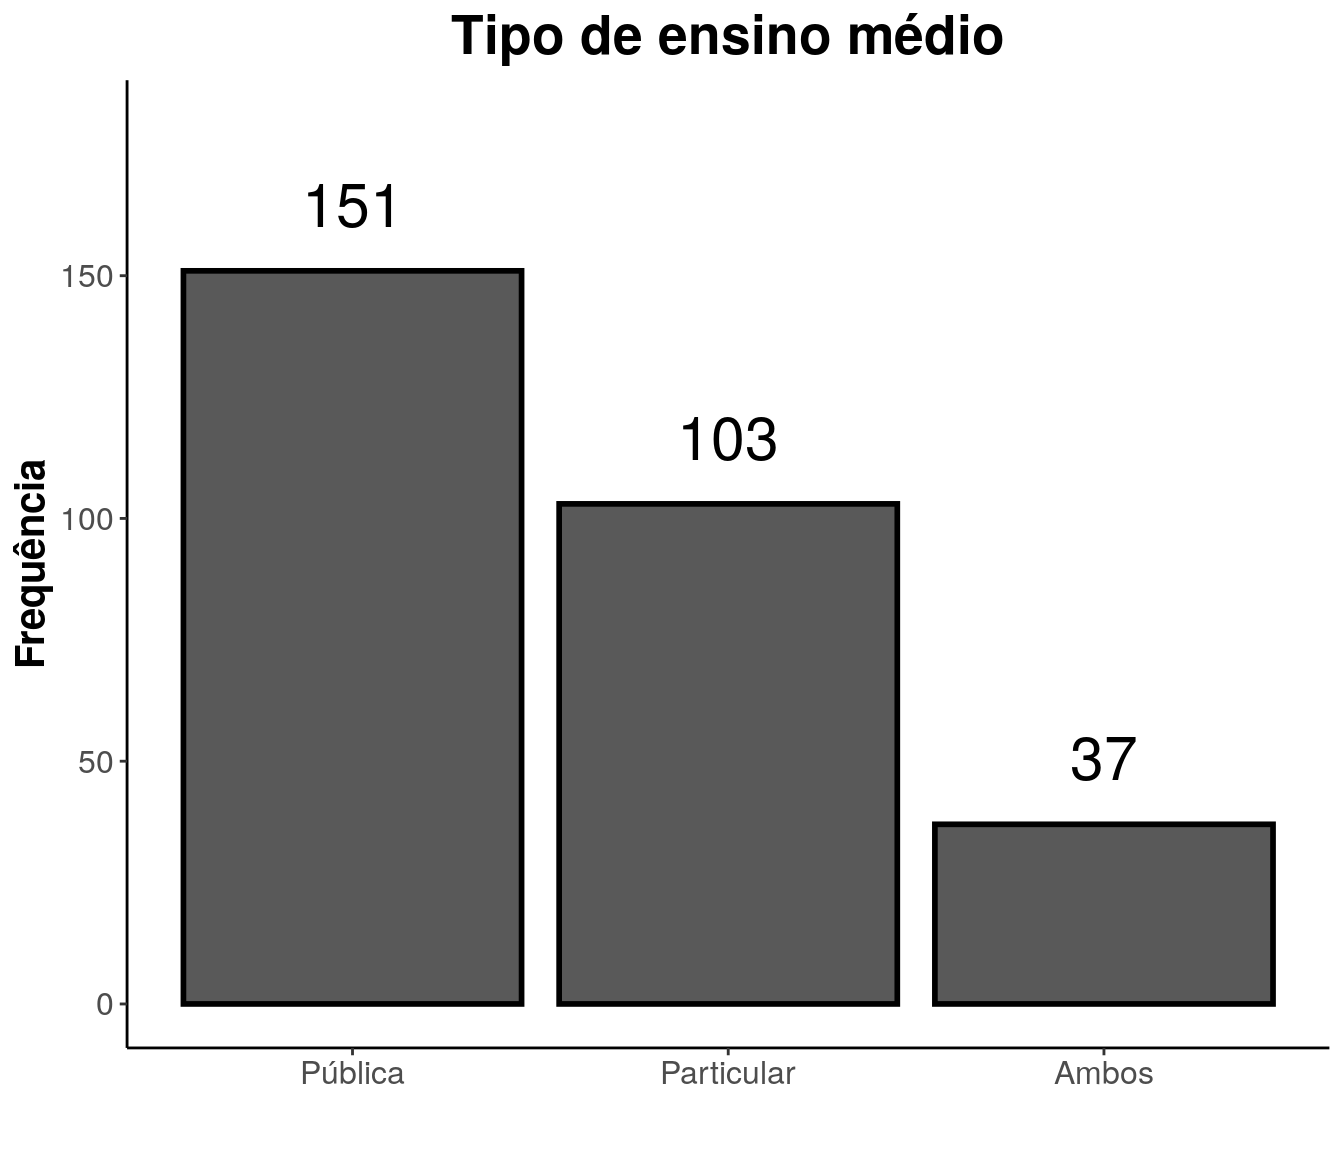 Tipo de ensino médio
151
103
37
Frequência
150
100
50
0
Pública
Particular
Ambos